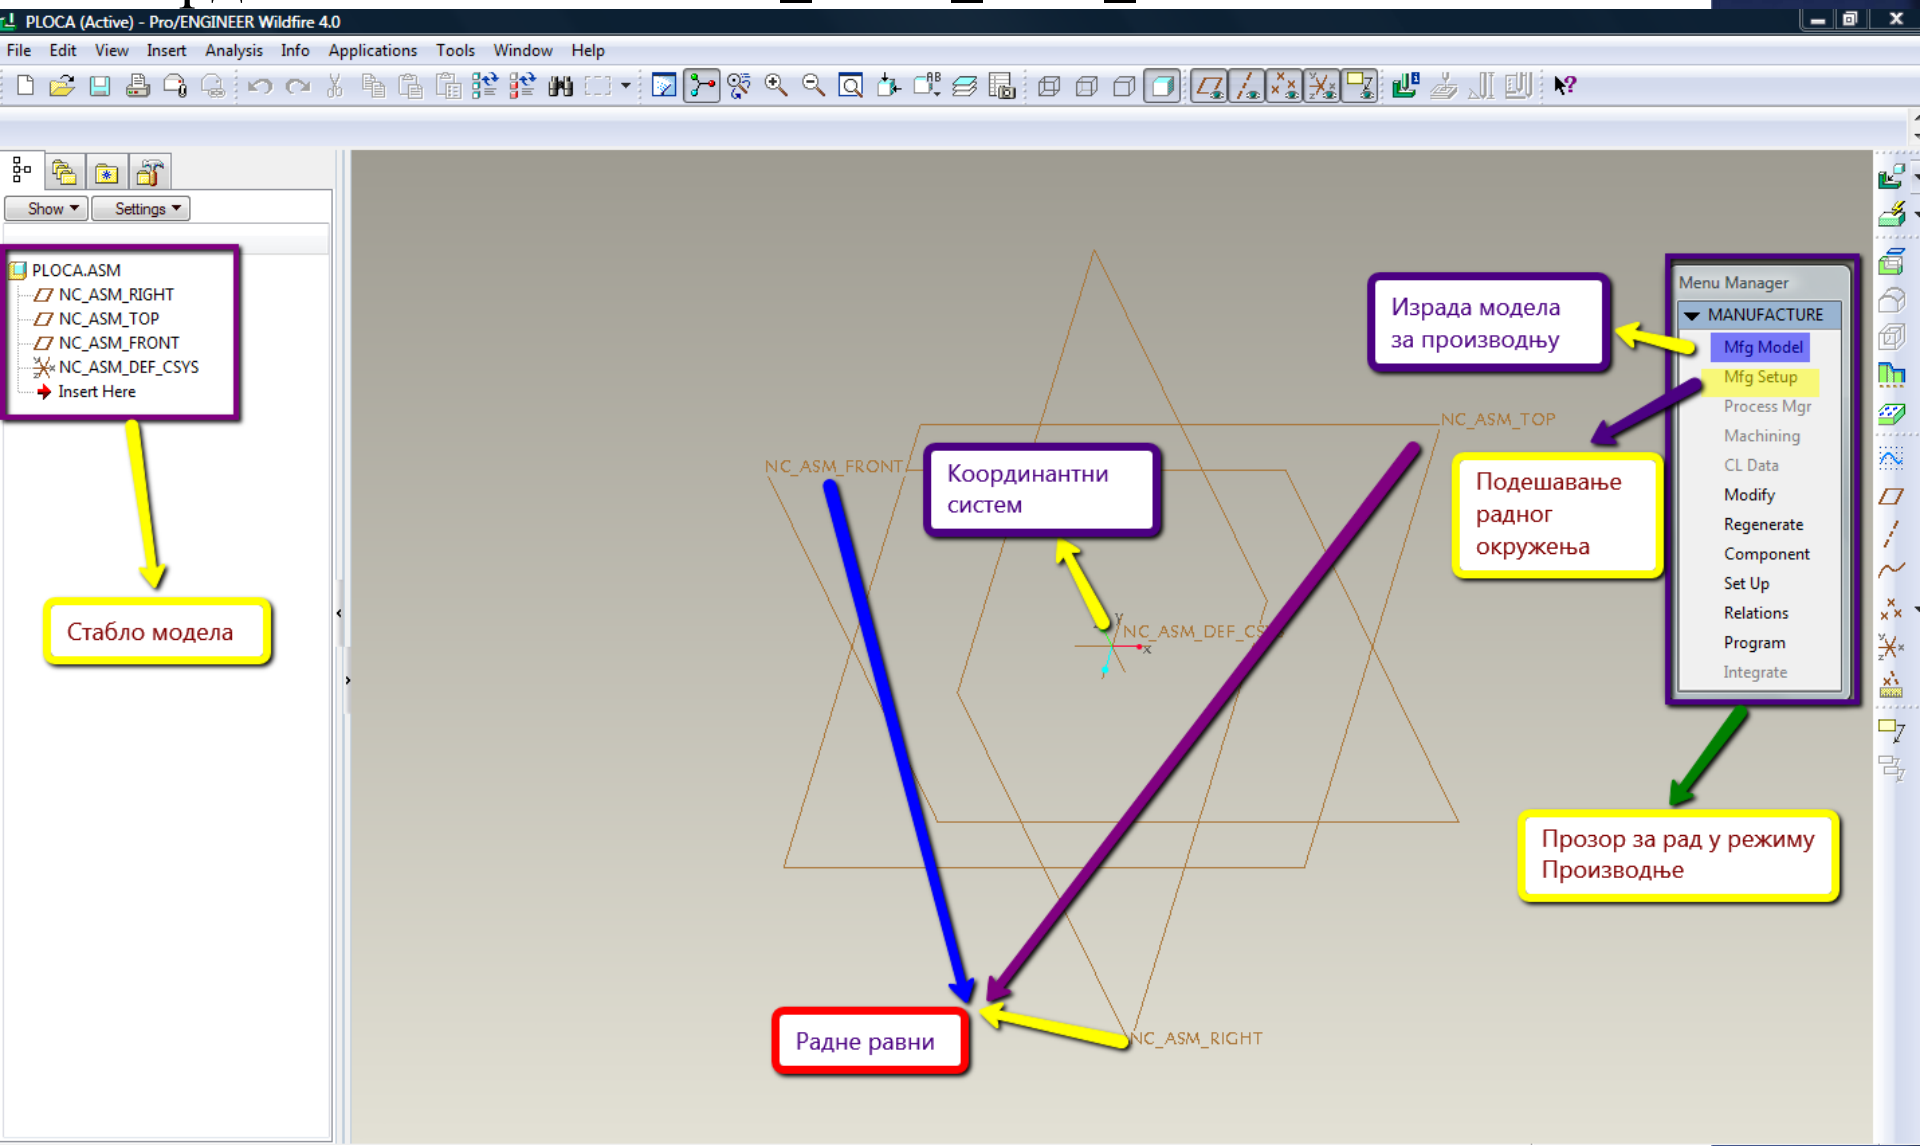 PLOCA (Active) - Pro/ENGINEER Wildfire 4.0
File Edit View Insert Analysis Info Applications Tools Window Help
Show Settings
PLOCA.ASM
NC_ASM_RIGHT
NC_ASM_TOP
NC_ASM_FRONT
NC_ASM_DEF_CSYS
Insert Here
Стабло модела
NC_ASM_FRONT
NC_ASM_TOP
Координантни
систем
Y
NC_ASM_DEF_CS
X
Радне равни
NC_ASM_RIGHT
Израда модела
за производњу
Подешавање
радног
окружења
Menu Manager
MANUFACTURE
Mfg Model
Mfg Setup
Process Mgr
Machining
CL Data
Modify
Regenerate
Component
Set Up
Relations
Program
Integrate
Прозор за рад у режиму
Производње